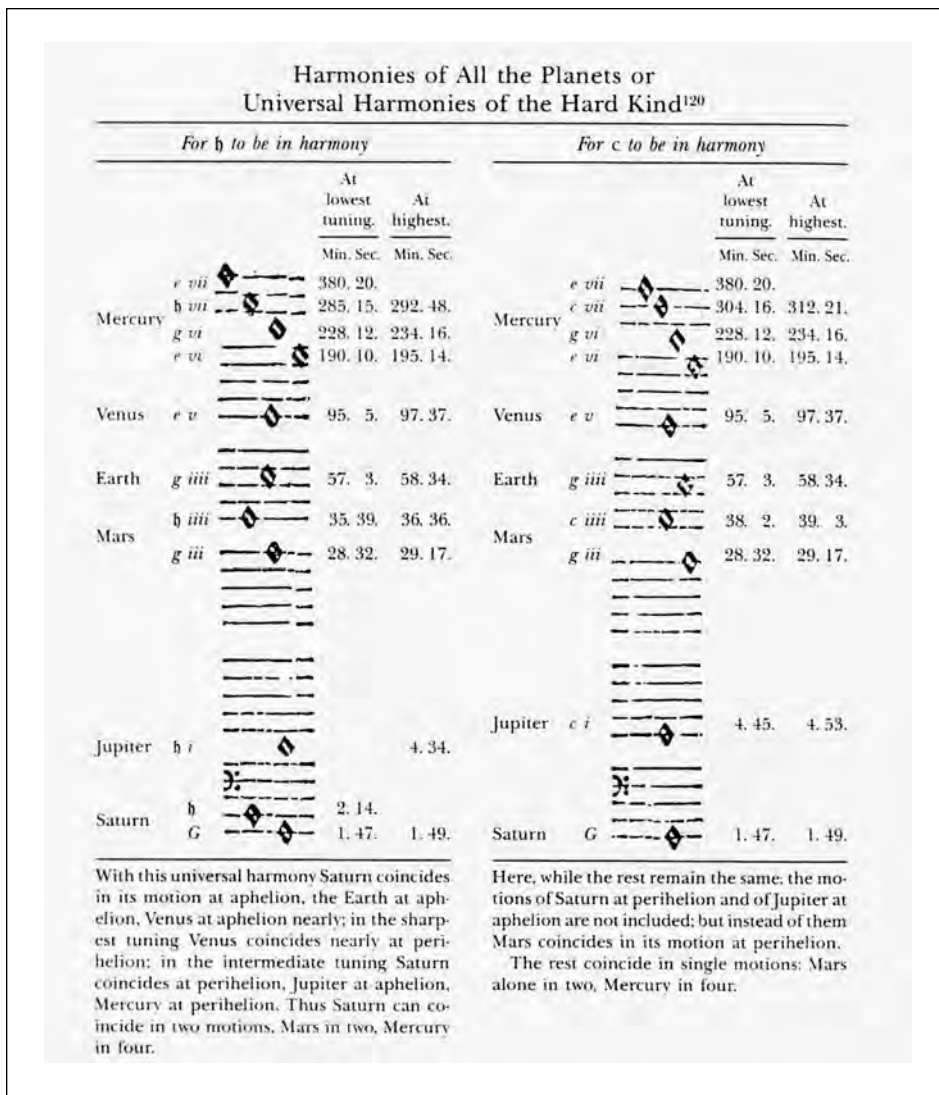 Harmonies of All the Planets or
Universal Harmonies of the Hard Kind¹²⁰
For h to be in harmony
At
lowest At
tuning. highest.
Min. Sec. Min. Sec.
e vii 380. 20.
Mercury h vii 285. 15. 292. 48.
g vi 228. 12. 234. 16.
e vi 190. 10. 195. 14.
Venus e v 95. 5. 97. 37.
Earth g iiii 57. 3. 58. 34.
Mars h iiii 35. 39. 36. 36.
g iii 28. 32. 29. 17.
Jupiter h i 4. 34.
Saturn h 2. 14.
G 1. 47. 1. 49.
With this universal harmony Saturn coincides
in its motion at aphelion, the Earth at aph-
elion, Venus at aphelion nearly; in the sharp-
est tuning Venus coincides nearly at peri-
helion; in the intermediate tuning Saturn
coincides at perihelion, Jupiter at aphelion,
Mercury at perihelion. Thus Saturn can co-
incide in two motions, Mars in two, Mercury
in four.
For c to be in harmony
At
lowest At
tuning. highest.
Min. Sec. Min. Sec.
e vii 380. 20.
Mercury c vii 304. 16. 312. 21.
g vi 228. 12. 234. 16.
e vi 190. 10. 195. 14.
Venus e v 95. 5. 97. 37.
Earth g iiii 57. 3. 58. 34.
Mars c iiii 38. 2. 39. 3.
g iii 28. 32. 29. 17.
Jupiter c i 4. 45. 4. 53.
Saturn G 1. 47. 1. 49.
Here, while the rest remain the same, the mo-
tions of Saturn at perihelion and of Jupiter at
aphelion are not included; but instead of them
Mars coincides in its motion at perihelion.
The rest coincide in single motions: Mars
alone in two, Mercury in four.